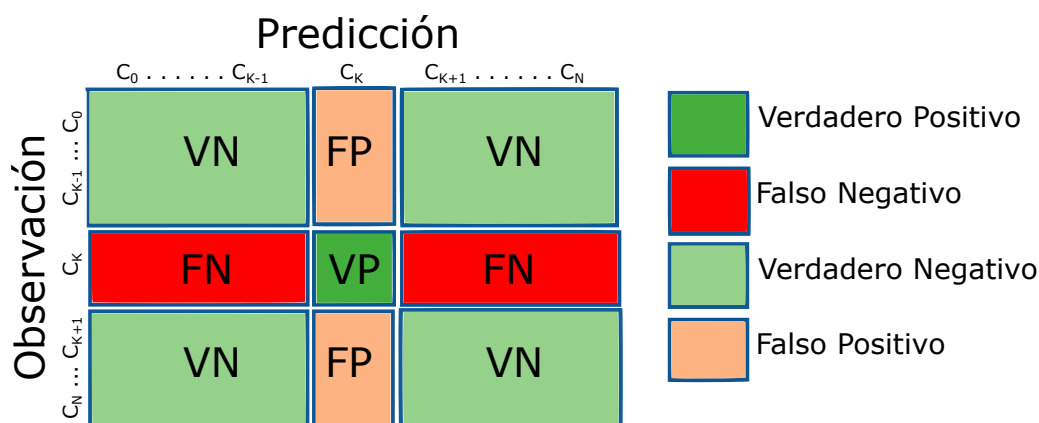 Predicción
C0 . . . . . . CK-1 CK CK+1 . . . . . . CN
Observación
CK-1 ... C0
VN FP VN
CK
FN VP FN
CN ... CK+1
VN FP VN
Verdadero Positivo
Falso Negativo
Verdadero Negativo
Falso Positivo